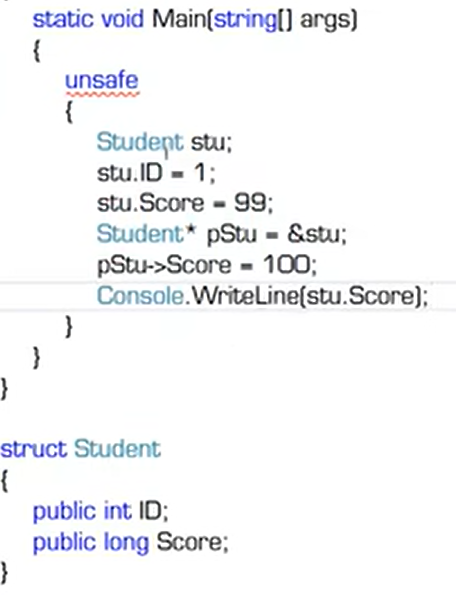 static void Main(string[] args)
{
unsafe
{
Student stu;
stu.ID = 1;
stu.Score = 99;
Student* pStu = &stu;
pStu->Score = 100;
Console.WriteLine(stu.Score);
}
}
}
struct Student
{
public int ID;
public long Score;
}